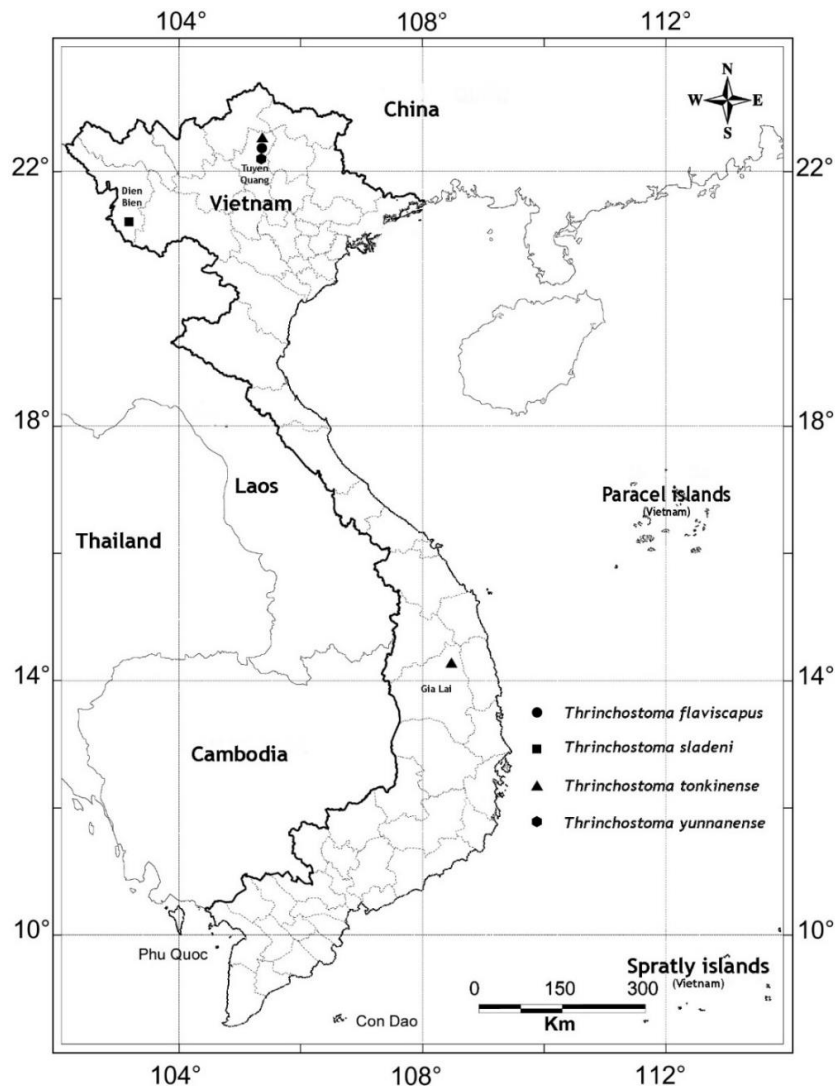 104°
108°
112°
N
W
E
S
China
22°
22°
Tuyen
Quang
Dien
Bien
Vietnam
18°
18°
Laos
Paracel islands
(Vietnam)
Thailand
14°
14°
Gia Lai
Thrinchostoma flaviscapus
Thrinchostoma sladeni
Cambodia
Thrinchostoma tonkinense
Thrinchostoma yunnanense
10°
10°
Phu Quoc
Spratly islands
(Vietnam)
0
150
300
Km
Con Dao
104°
108°
112°